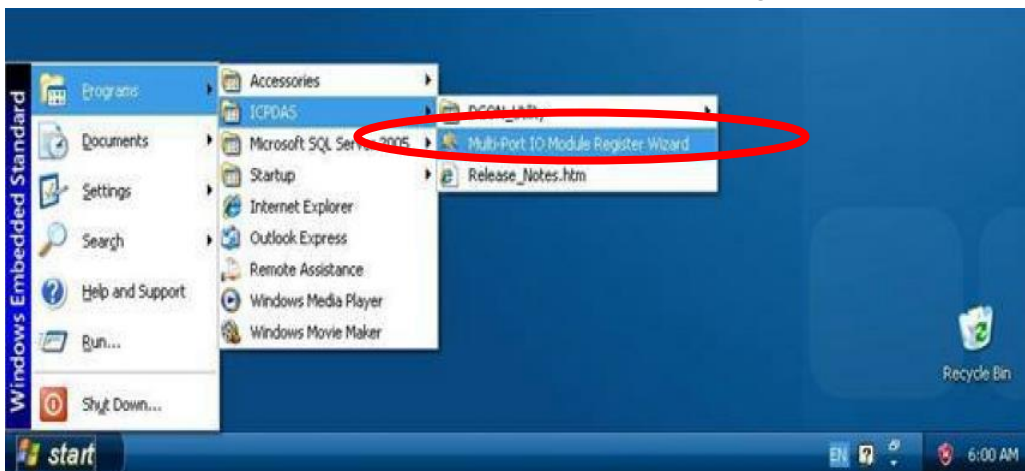 Windows Embedded Standard
Programs
Documents
Settings
Search
Help and Support
Run...
Shut Down...
Accessories
ICPDAS
Microsoft SQL Server 2005
Startup
Internet Explorer
Outlook Express
Remote Assistance
Windows Media Player
Windows Movie Maker
DCON_Utility
Multi-Port IO Module Register Wizard
Release_Notes.htm
Recycle Bin
start
EN
?
6:00 AM